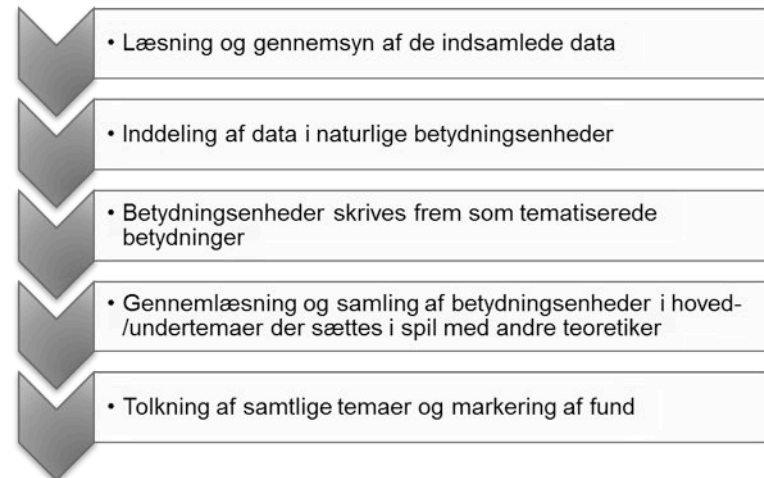 • Læsning og gennemsyn af de indsamlede data
• Inddeling af data i naturlige betydningsenheder
• Betydningsenheder skrives frem som tematiserede
betydninger
• Gennemlæsning og samling af betydningsenheder i hoved-
/undertemaer der sættes i spil med andre teoretiker
• Tolkning af samtlige temaer og markering af fund